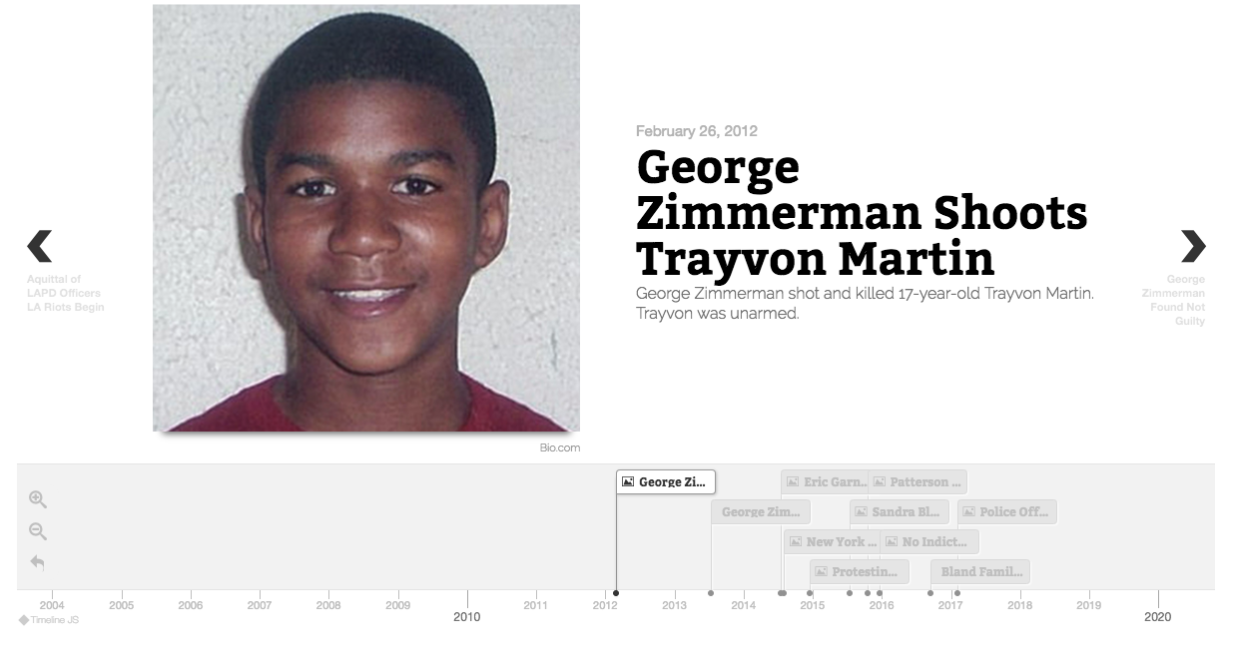 February 26, 2012
George
Zimmerman Shoots
Trayvon Martin
George Zimmerman shot and killed 17-year-old Trayvon Martin.
Trayvon was unarmed.
Aquittal of
LAPD Officers
LA Riots Begin
George
Zimmerman
Found Not
Guilty
Bio.com
George Zi...
Eric Garn..
Patterson ...
George Zim...
Sandra Bl...
Police Off...
New York ...
No Indict...
Protestin...
Bland Famil...
2004 2005 2006 2007 2008 2009 2010 2011 2012 2013 2014 2015 2016 2017 2018 2019 2020
Timeline JS